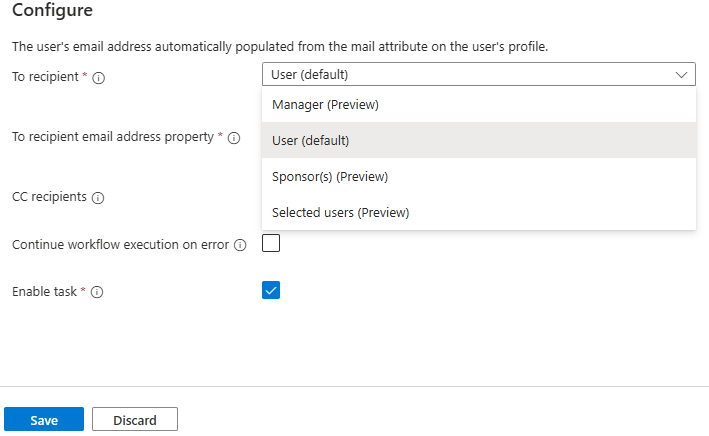 Configure
The user's email address automatically populated from the mail attribute on the user's profile.
To recipient *
User (default)
Manager (Preview)
To recipient email address property *
User (default)
Sponsor(s) (Preview)
CC recipients
Selected users (Preview)
Continue workflow execution on error
Enable task *
Save
Discard